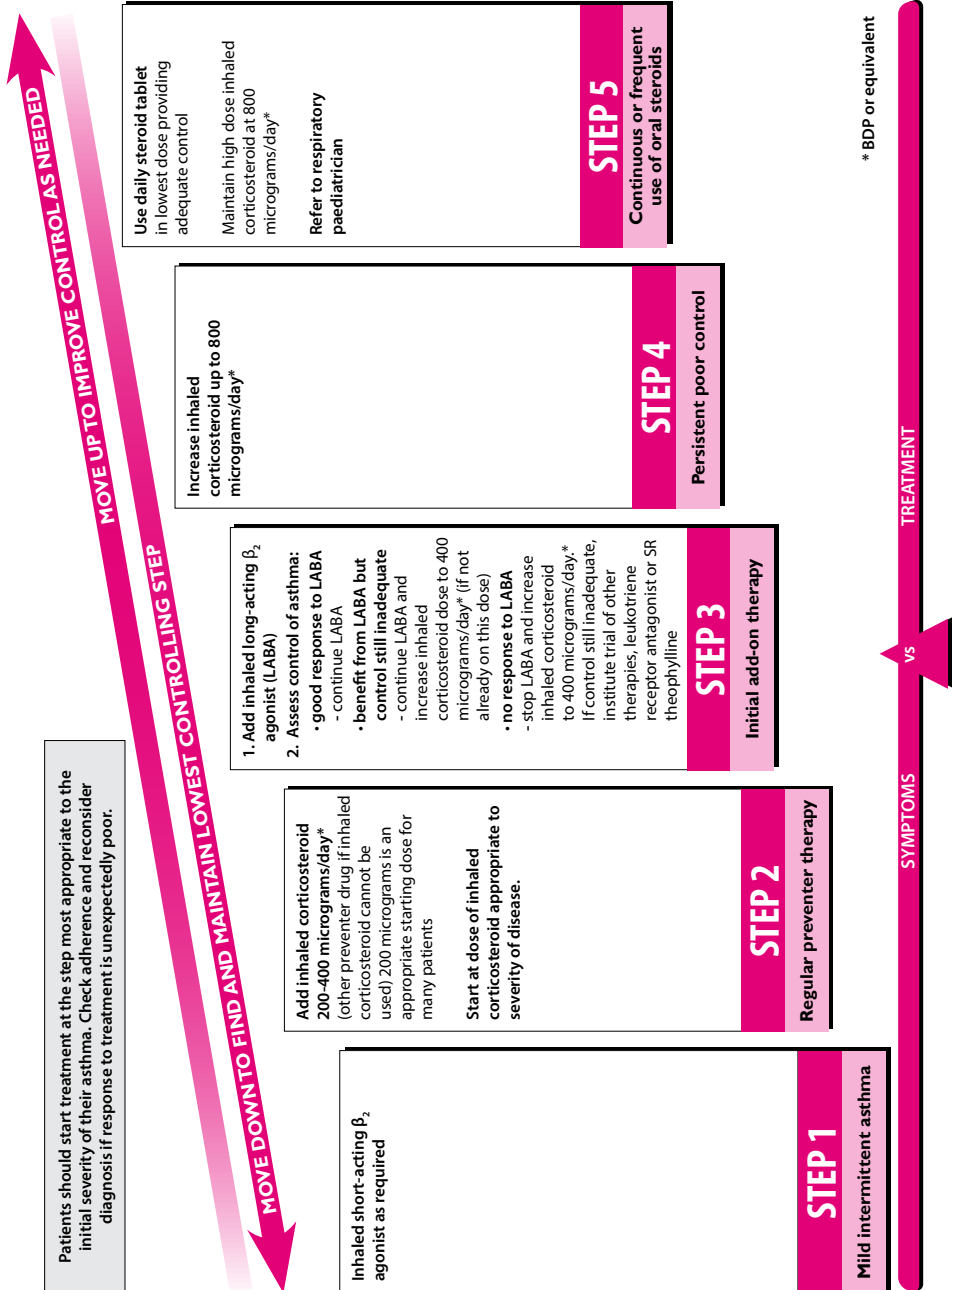 Patients should start treatment at the step most appropriate to the
initial severity of their asthma. Check adherence and reconsider
diagnosis if response to treatment is unexpectedly poor.
MOVE UP TO IMPROVE CONTROL AS NEEDED
MOVE DOWN TO FIND AND MAINTAIN LOWEST CONTROLLING STEP
Inhaled short-acting β₂
agonist as required
STEP 1
Mild intermittent asthma
Add inhaled corticosteroid
200-400 micrograms/day*
(other preventer drug if inhaled
corticosteroid cannot be
used) 200 micrograms is an
appropriate starting dose for
many patients
Start at dose of inhaled
corticosteroid appropriate to
severity of disease.
STEP 2
Regular preventer therapy
1. Add inhaled long-acting β₂
agonist (LABA)
2. Assess control of asthma:
• good response to LABA
- continue LABA
• benefit from LABA but
control still inadequate
- continue LABA and
increase inhaled
corticosteroid dose to 400
micrograms/day* (if not
already on this dose)
• no response to LABA
- stop LABA and increase
inhaled corticosteroid
to 400 micrograms/day.*
If control still inadequate,
institute trial of other
therapies, leukotriene
receptor antagonist or SR
theophylline
STEP 3
Initial add-on therapy
Increase inhaled
corticosteroid up to 800
micrograms/day*
STEP 4
Persistent poor control
Use daily steroid tablet
in lowest dose providing
adequate control
Maintain high dose inhaled
corticosteroid at 800
micrograms/day*
Refer to respiratory
paediatrician
STEP 5
Continuous or frequent
use of oral steroids
* BDP or equivalent
SYMPTOMS vs TREATMENT